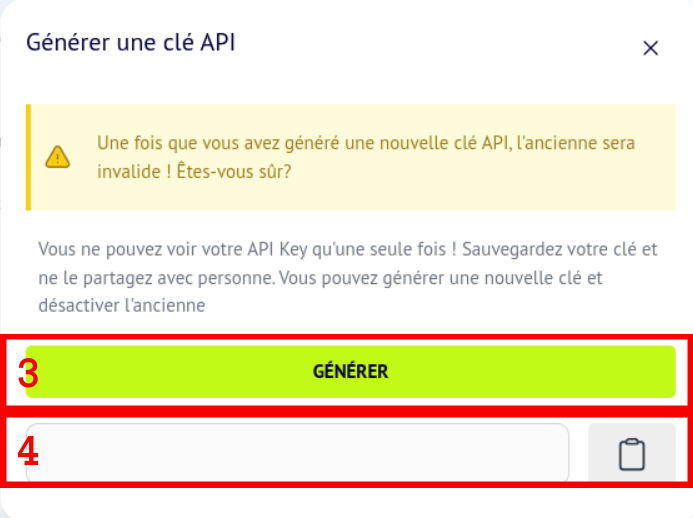 Générer une clé API
Une fois que vous avez généré une nouvelle clé API, l'ancienne sera
invalide ! Êtes-vous sûr?
Vous ne pouvez voir votre API Key qu'une seule fois ! Sauvegardez votre clé et
ne le partagez avec personne. Vous pouvez générer une nouvelle clé et
désactiver l'ancienne
3 GÉNÉRER
4